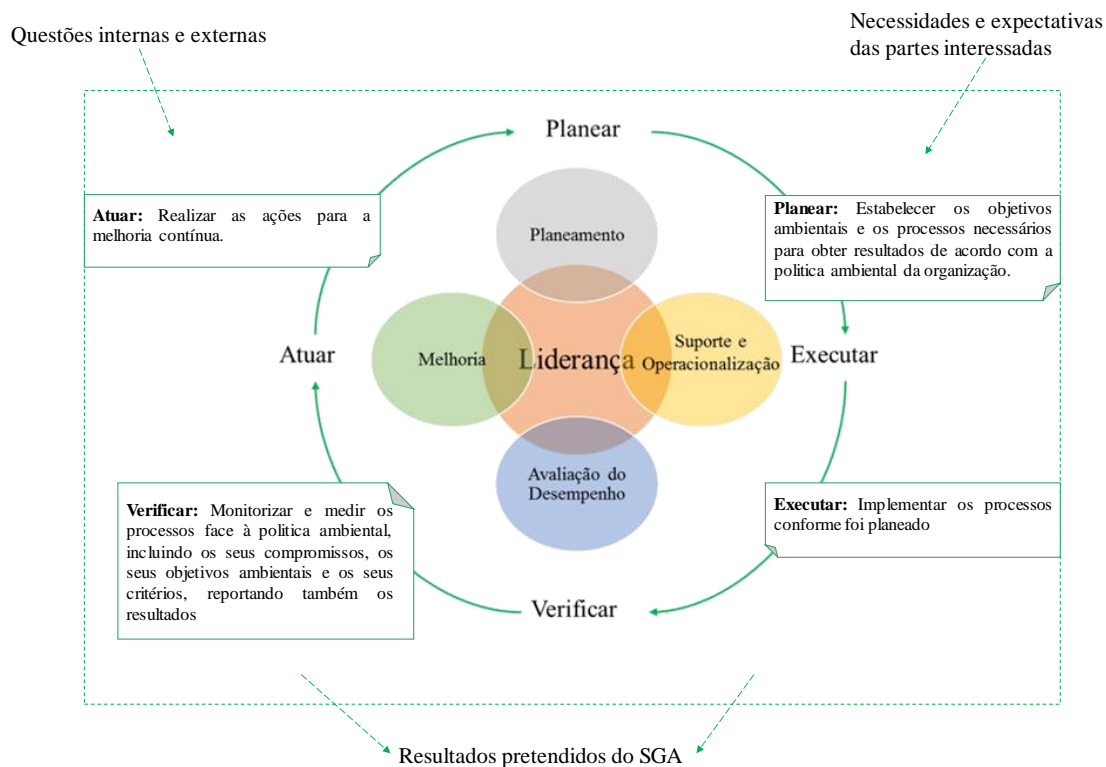 Questões internas e externas
Necessidades e expectativas
das partes interessadas
Planear
Atuar: Realizar as ações para a
melhoria contínua.
Planear: Estabelecer os objetivos
ambientais e os processos necessários
para obter resultados de acordo com a
politica ambiental da organização.
Planeamento
Atuar
Melhoria
Liderança
Suporte e
Operacionalização
Executar
Avaliação do
Desempenho
Verificar: Monitorizar e medir os
processos face à politica ambiental,
incluindo os seus compromissos, os
seus objetivos ambientais e os seus
critérios, reportando também os
resultados
Executar: Implementar os processos
conforme foi planeado
Verificar
Resultados pretendidos do SGA